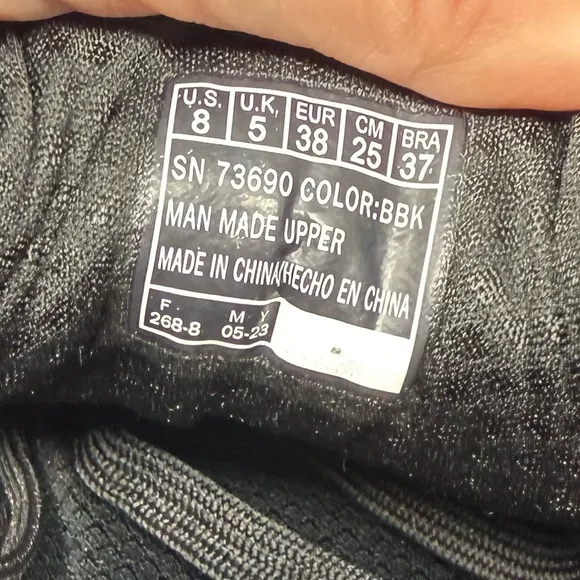 U.S. U.K. EUR CM BRA
8 5 38 25 37
SN 73690 COLOR:BBK
MAN MADE UPPER
MADE IN CHINA/HECHO EN CHINA
F M Y
268-8 05-23